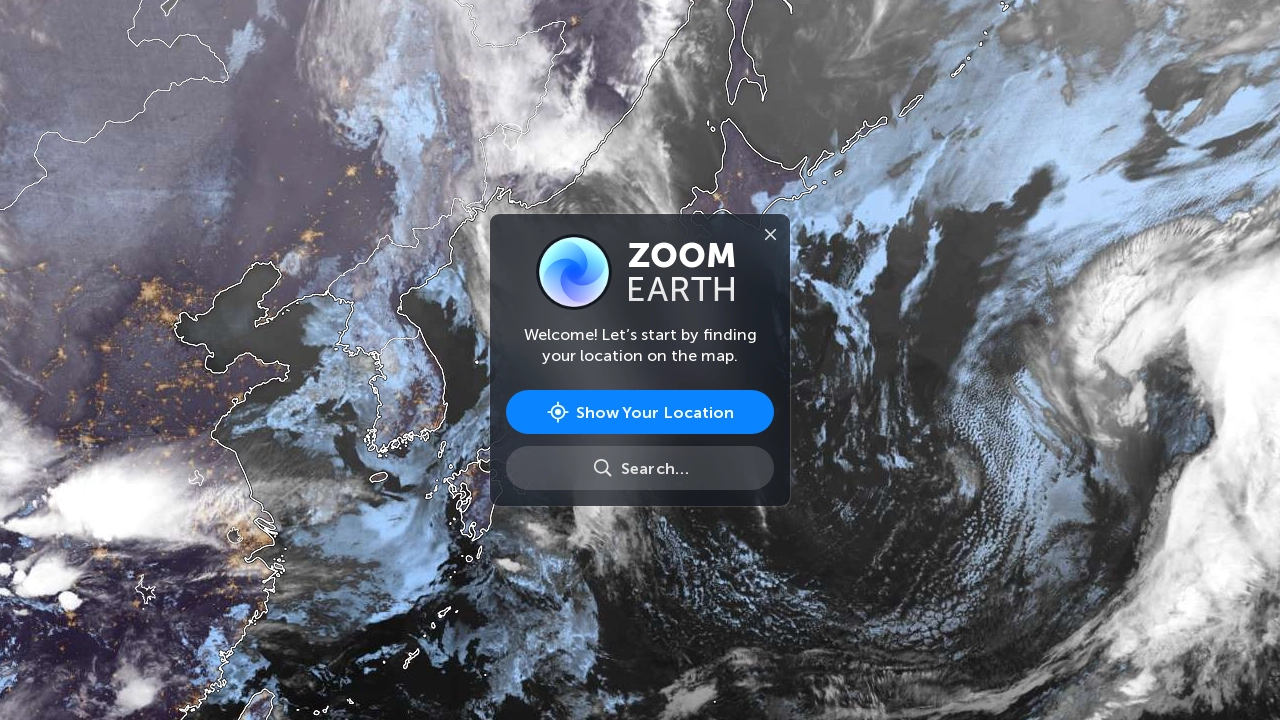 ZOOM
EARTH
Welcome! Let’s start by finding
your location on the map.
Show Your Location
Search...